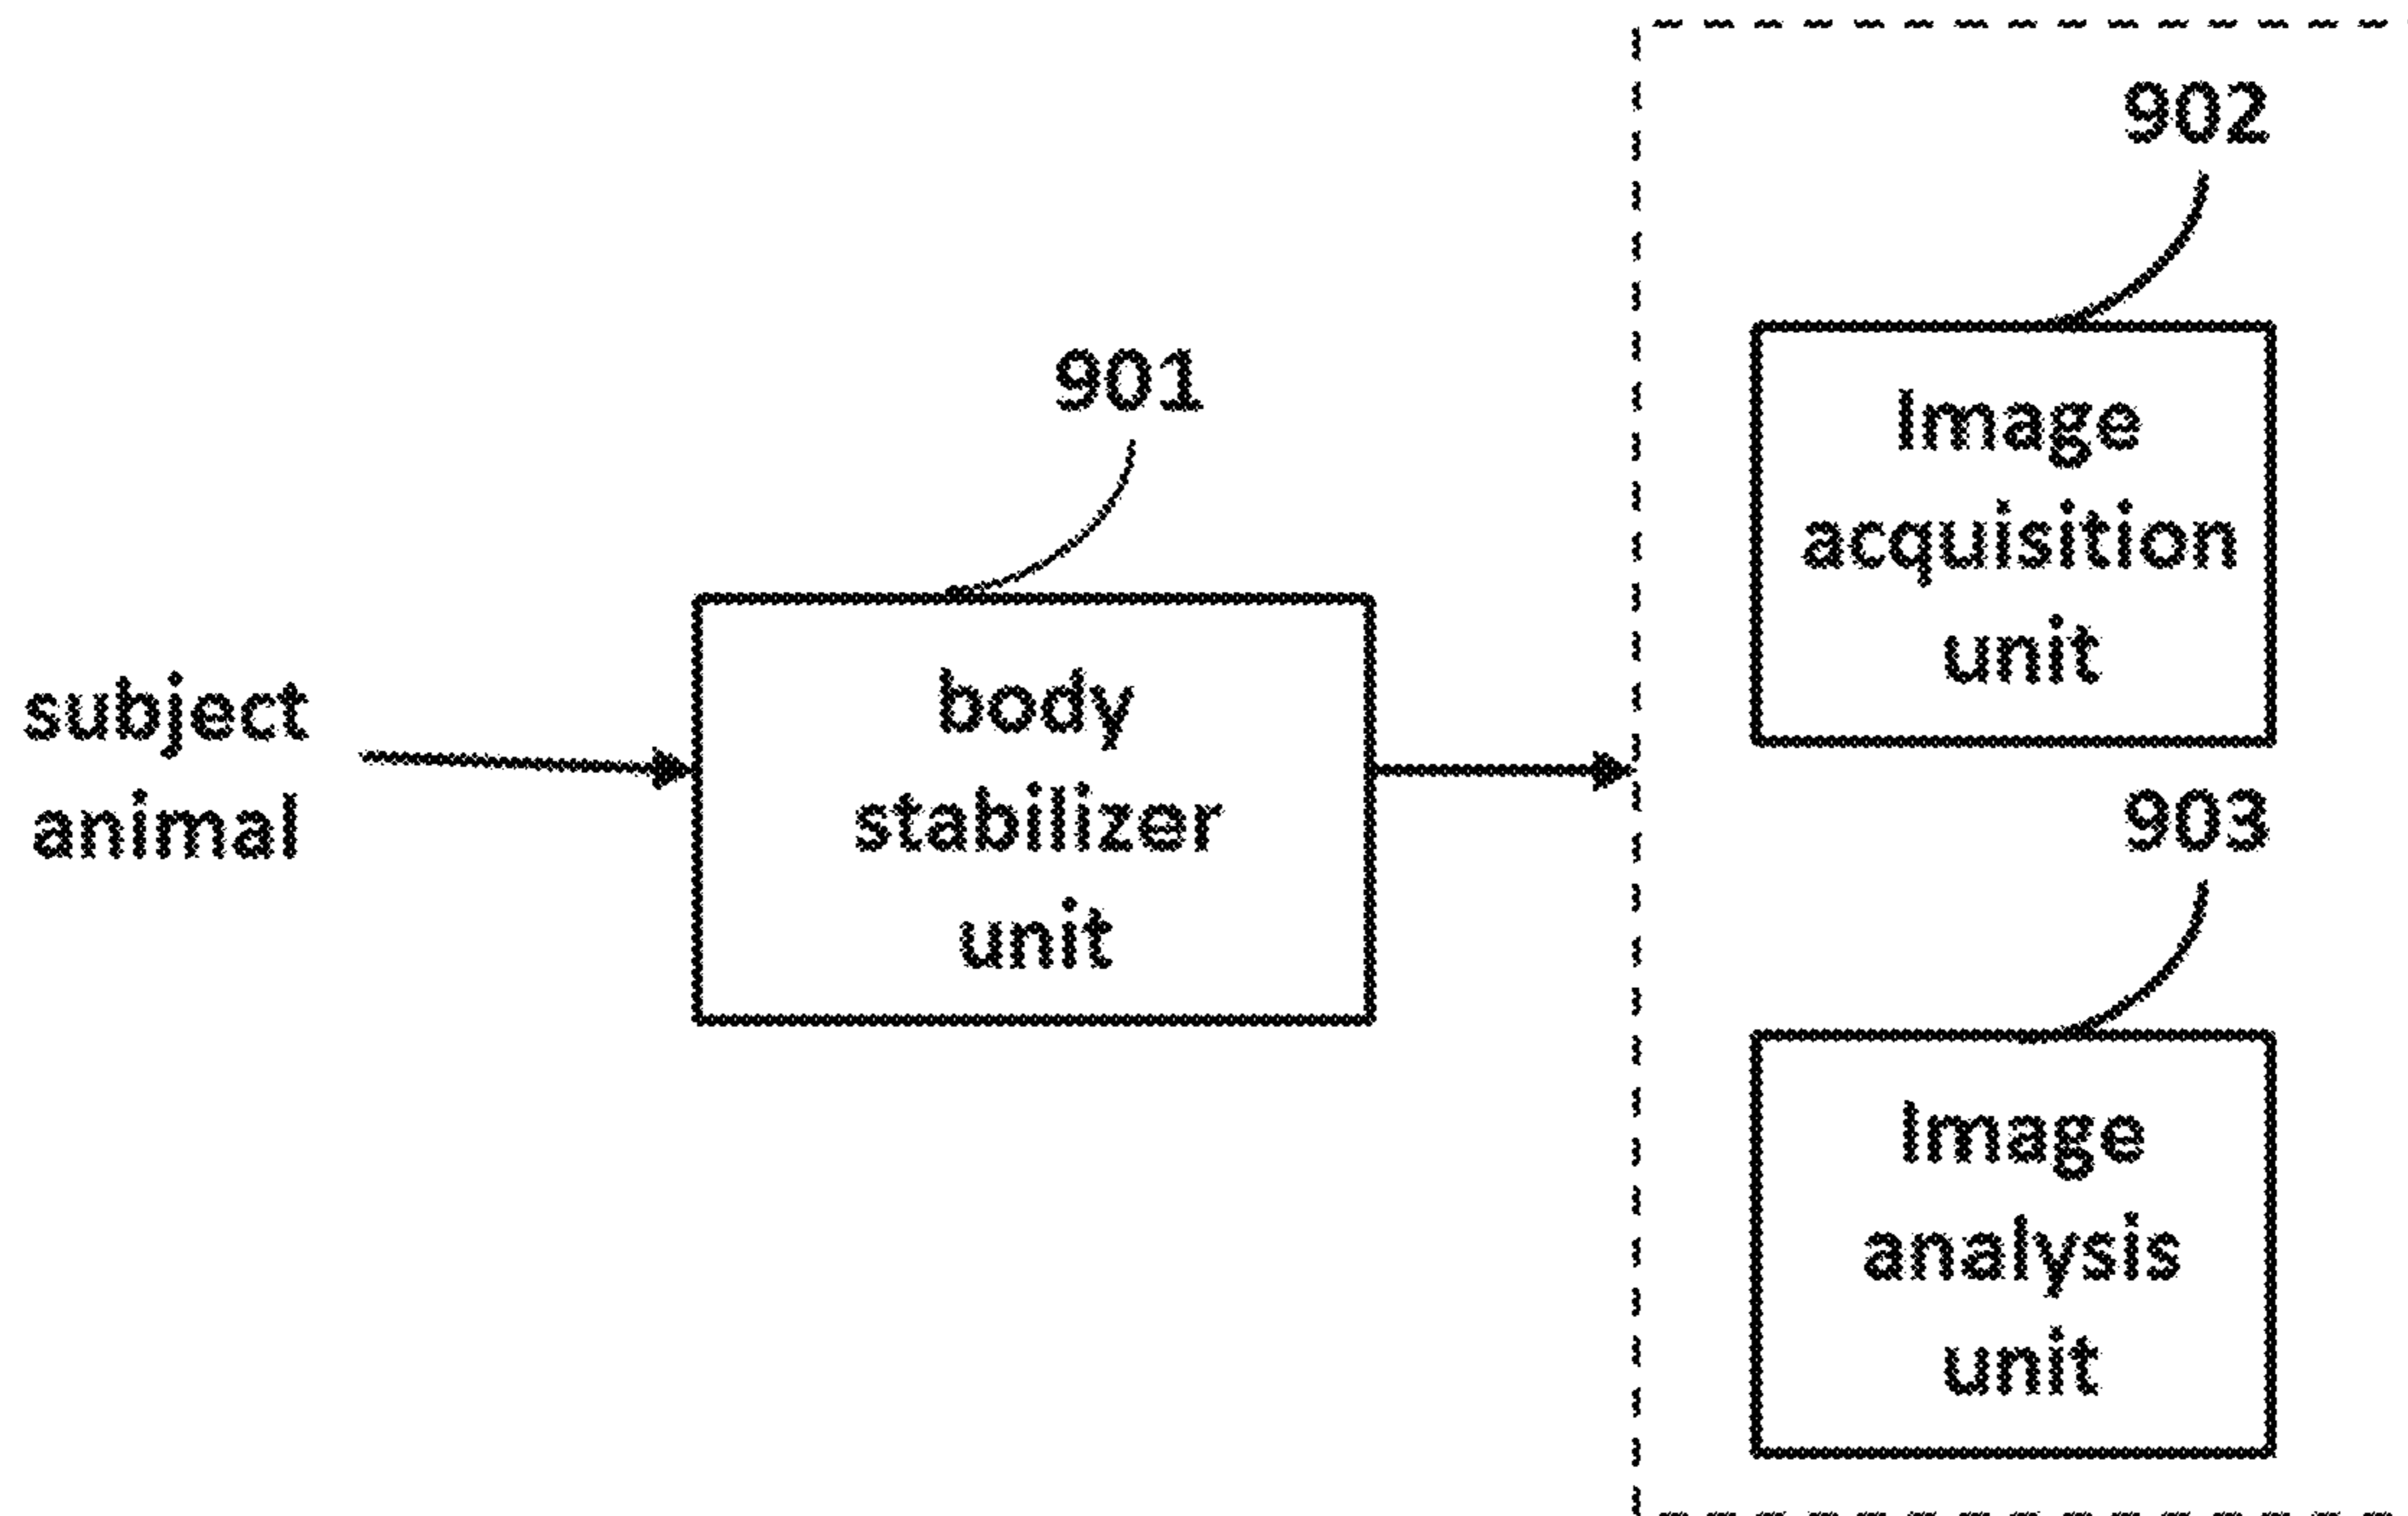 subject
animal
901
body
stabilizer
unit
902
Image
acquisition
unit
903
Image
analysis
unit